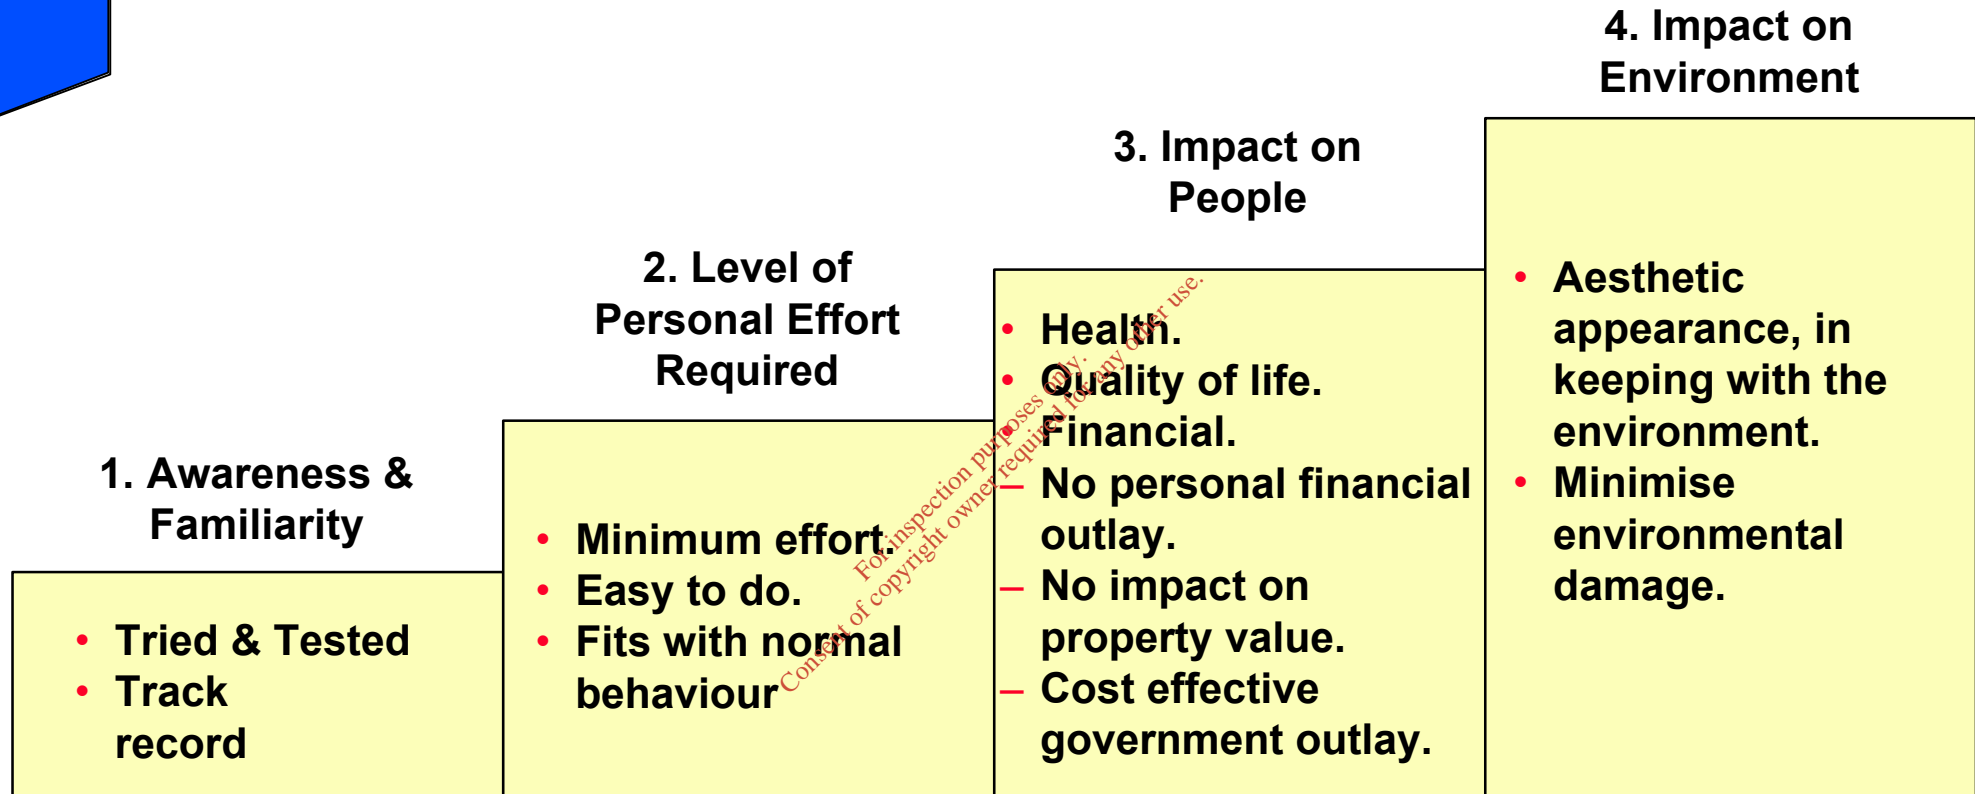 1. Awareness &
Familiarity
• Tried & Tested
• Track
record
2. Level of
Personal Effort
Required
• Minimum effort.
• Easy to do.
• Fits with normal
behaviour
3. Impact on
People
• Health.
• Quality of life.
• Financial.
– No personal financial
outlay.
– No impact on
property value.
– Cost effective
government outlay.
4. Impact on
Environment
• Aesthetic
appearance, in
keeping with the
environment.
• Minimise
environmental
damage.
For inspection purposes only.
Consent of copyright owner required for any other use.